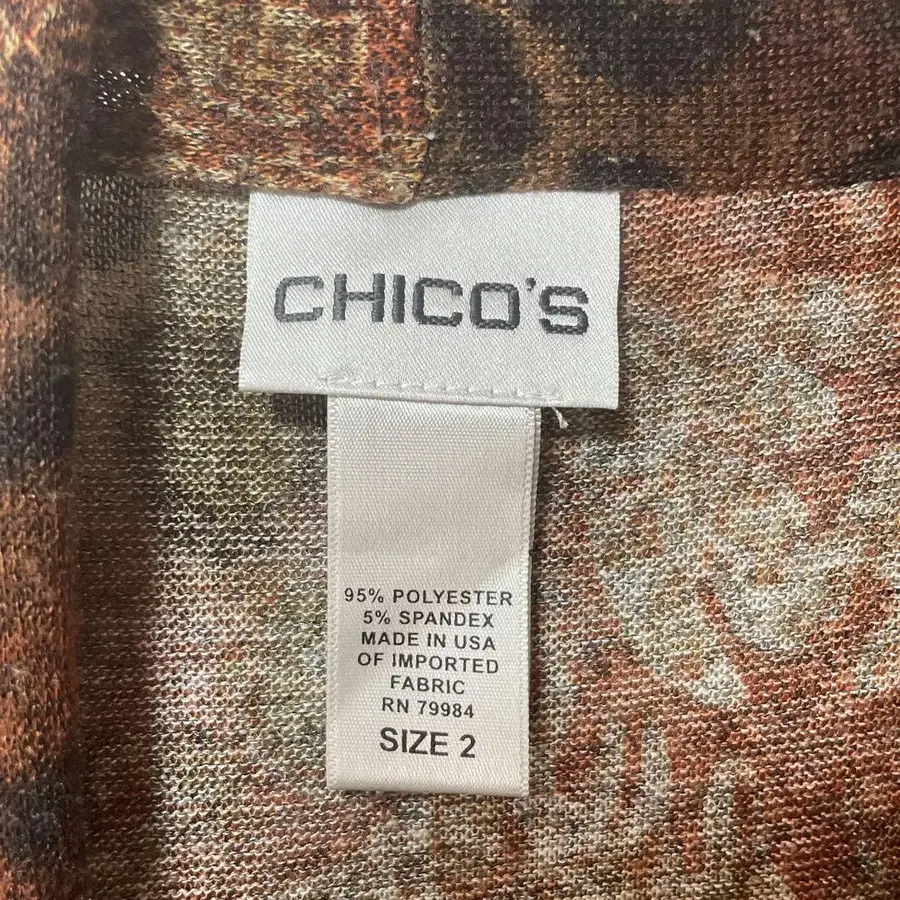 CHICO'S
95% POLYESTER
5% SPANDEX
MADE IN USA
OF IMPORTED
FABRIC
RN 79984
SIZE 2